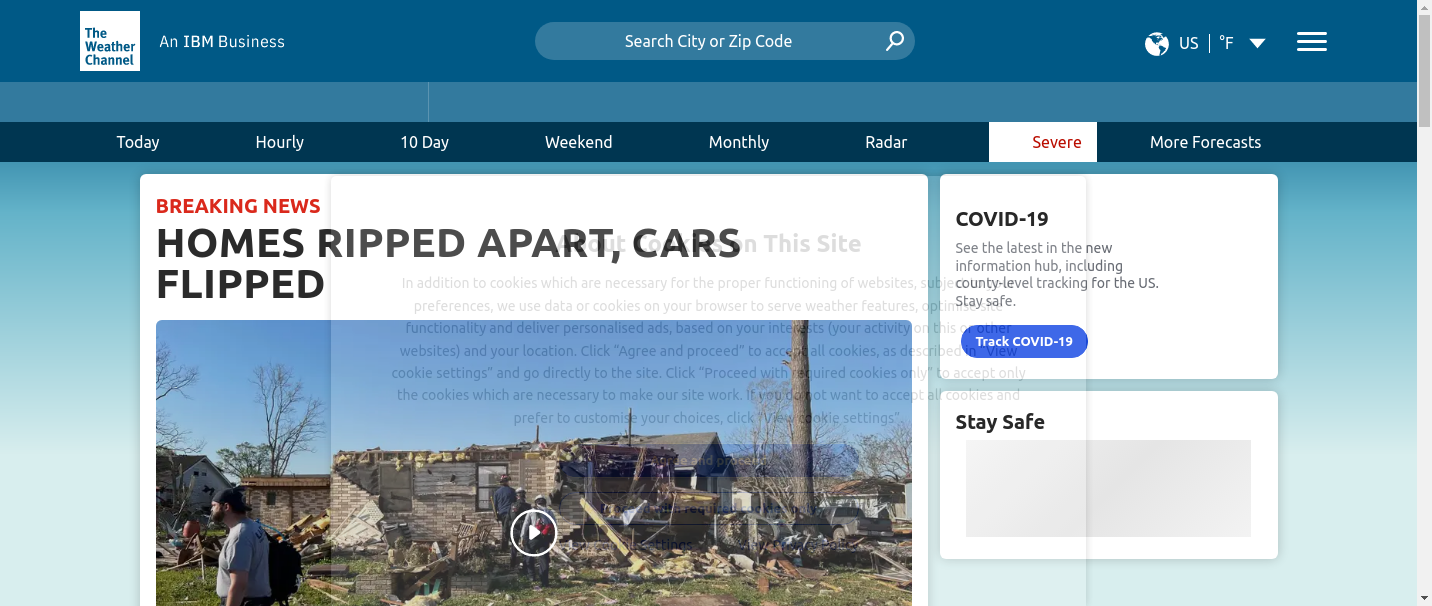 The
Weather
Channel
An IBM Business
Search City or Zip Code
US
°F
Today
Hourly
10 Day
Weekend
Monthly
Radar
Severe
More Forecasts
BREAKING NEWS
HOMES RIPPED APART, CARS
FLIPPED
About Cookies on This Site
In addition to cookies which are necessary for the proper functioning of websites, subject to your
preferences, we use data or cookies on your browser to serve weather features, optimise site
functionality and deliver personalised ads, based on your interests (your activity on this or other
websites) and your location. Click “Agree and proceed” to accept all cookies, as described in “View
cookie settings” and go directly to the site. Click “Proceed with required cookies only” to accept only
the cookies which are necessary to make our site work. If you do not want to accept all cookies and
prefer to customise your choices, click “View cookie settings”.
COVID-19
See the latest in the new
information hub, including
county-level tracking for the US.
Stay safe.
Track COVID-19
Stay Safe